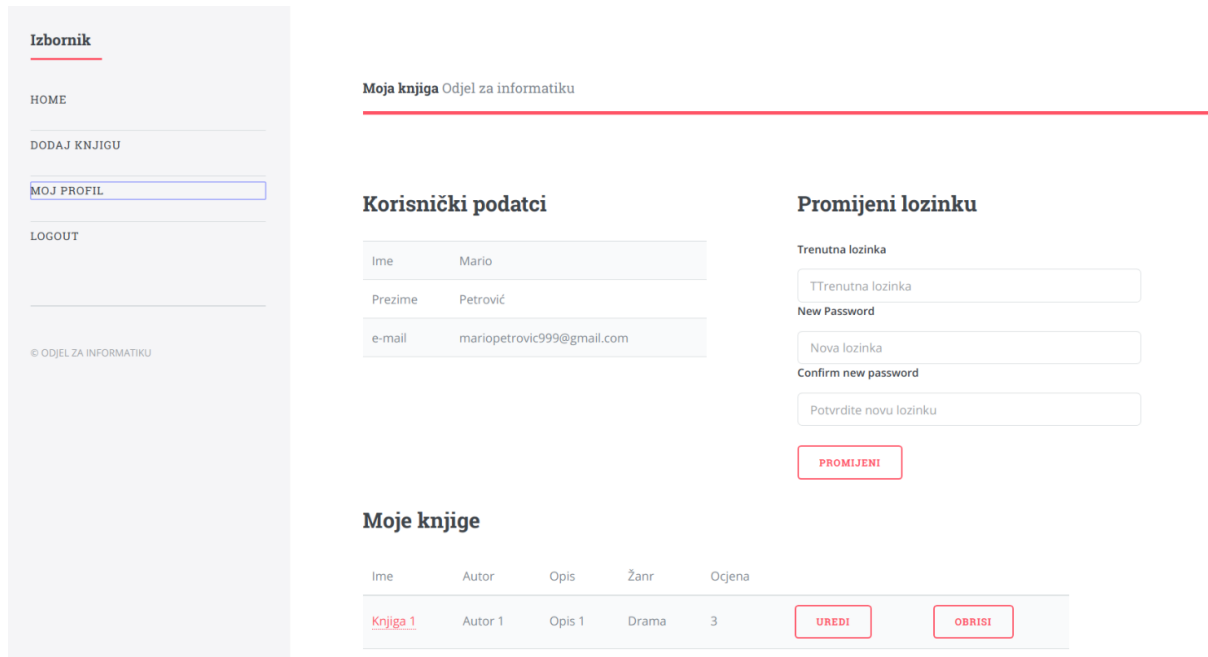 Izbornik
HOME
DODAJ KNJIGU
MOJ PROFIL
LOGOUT
© ODJEL ZA INFORMATIKU
Moja knjiga Odjel za informatiku
Korisnički podatci
Ime Mario
Prezime Petrović
e-mail mariopetrovic999@gmail.com
Promijeni lozinku
Trenutna lozinka
TTrenutna lozinka
New Password
Nova lozinka
Confirm new password
Potvrdite novu lozinku
PROMIJENI
Moje knjige
Ime Autor Opis Žanr Ocjena
Knjiga 1 Autor 1 Opis 1 Drama 3 UREDI OBRISI